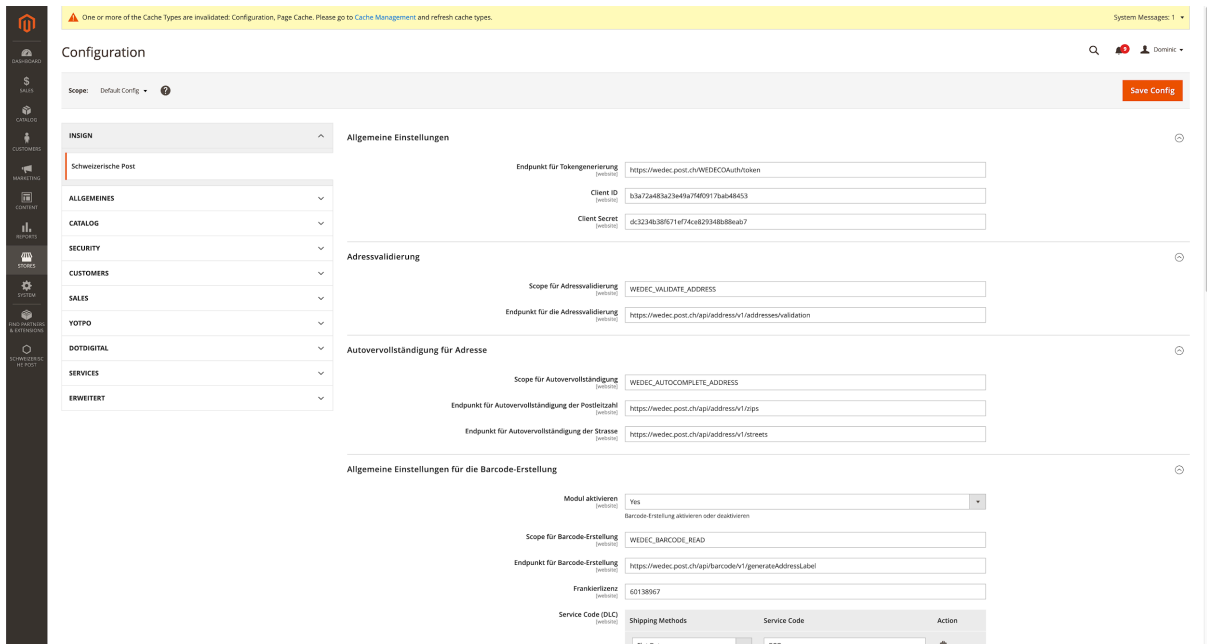 One or more of the Cache Types are invalidated: Configuration, Page Cache. Please go to Cache Management and refresh cache types.
System Messages: 1
DASHBOARD
SALES
CATALOG
CUSTOMERS
MARKETING
CONTENT
REPORTS
STORES
SYSTEM
FIND PARTNERS
& EXTENSIONS
SCHWEIZERISC
HE POST
Configuration
9
Dominic
Scope: Default Config
?
Save Config
INSIGN
Schweizerische Post
ALLGEMEINES
CATALOG
SECURITY
CUSTOMERS
SALES
YOTPO
DOTDIGITAL
SERVICES
ERWEITERT
Allgemeine Einstellungen
Endpunkt für Tokengenerierung
[website]
https://wedec.post.ch/WEDECOAuth/token
Client ID
[website]
b3a72a483a23e49a7f4f0917bab48453
Client Secret
[website]
dc3234b38f671ef74ce829348b88eab7
Adressvalidierung
Scope für Adressvalidierung
[website]
WEDEC_VALIDATE_ADDRESS
Endpunkt für die Adressvalidierung
[website]
https://wedec.post.ch/api/address/v1/addresses/validation
Autovervollständigung für Adresse
Scope für Autovervollständigung
[website]
WEDEC_AUTOCOMPLETE_ADDRESS
Endpunkt für Autovervollständigung der Postleitzahl
[website]
https://wedec.post.ch/api/address/v1/zips
Endpunkt für Autovervollständigung der Strasse
[website]
https://wedec.post.ch/api/address/v1/streets
Allgemeine Einstellungen für die Barcode-Erstellung
Modul aktivieren
[website]
Yes
Barcode-Erstellung aktivieren oder deaktivieren
Scope für Barcode-Erstellung
[website]
WEDEC_BARCODE_READ
Endpunkt für Barcode-Erstellung
[website]
https://wedec.post.ch/api/barcode/v1/generateAddressLabel
Frankierlizenz
[website]
60138967
Service Code (DLC)
[website]
Shipping Methods Service Code Action